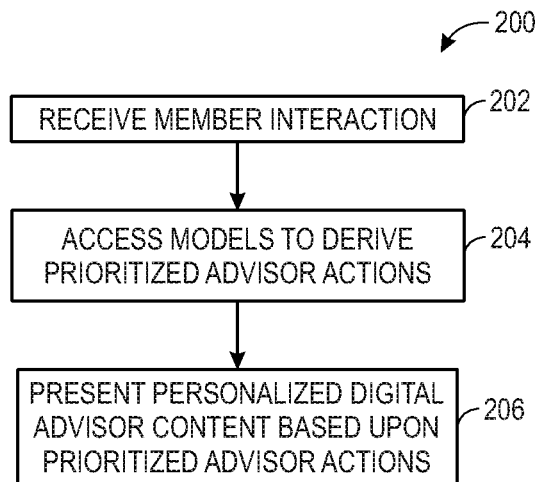 200
RECEIVE MEMBER INTERACTION
202
ACCESS MODELS TO DERIVE
PRIORITIZED ADVISOR ACTIONS
204
PRESENT PERSONALIZED DIGITAL
ADVISOR CONTENT BASED UPON
PRIORITIZED ADVISOR ACTIONS
206